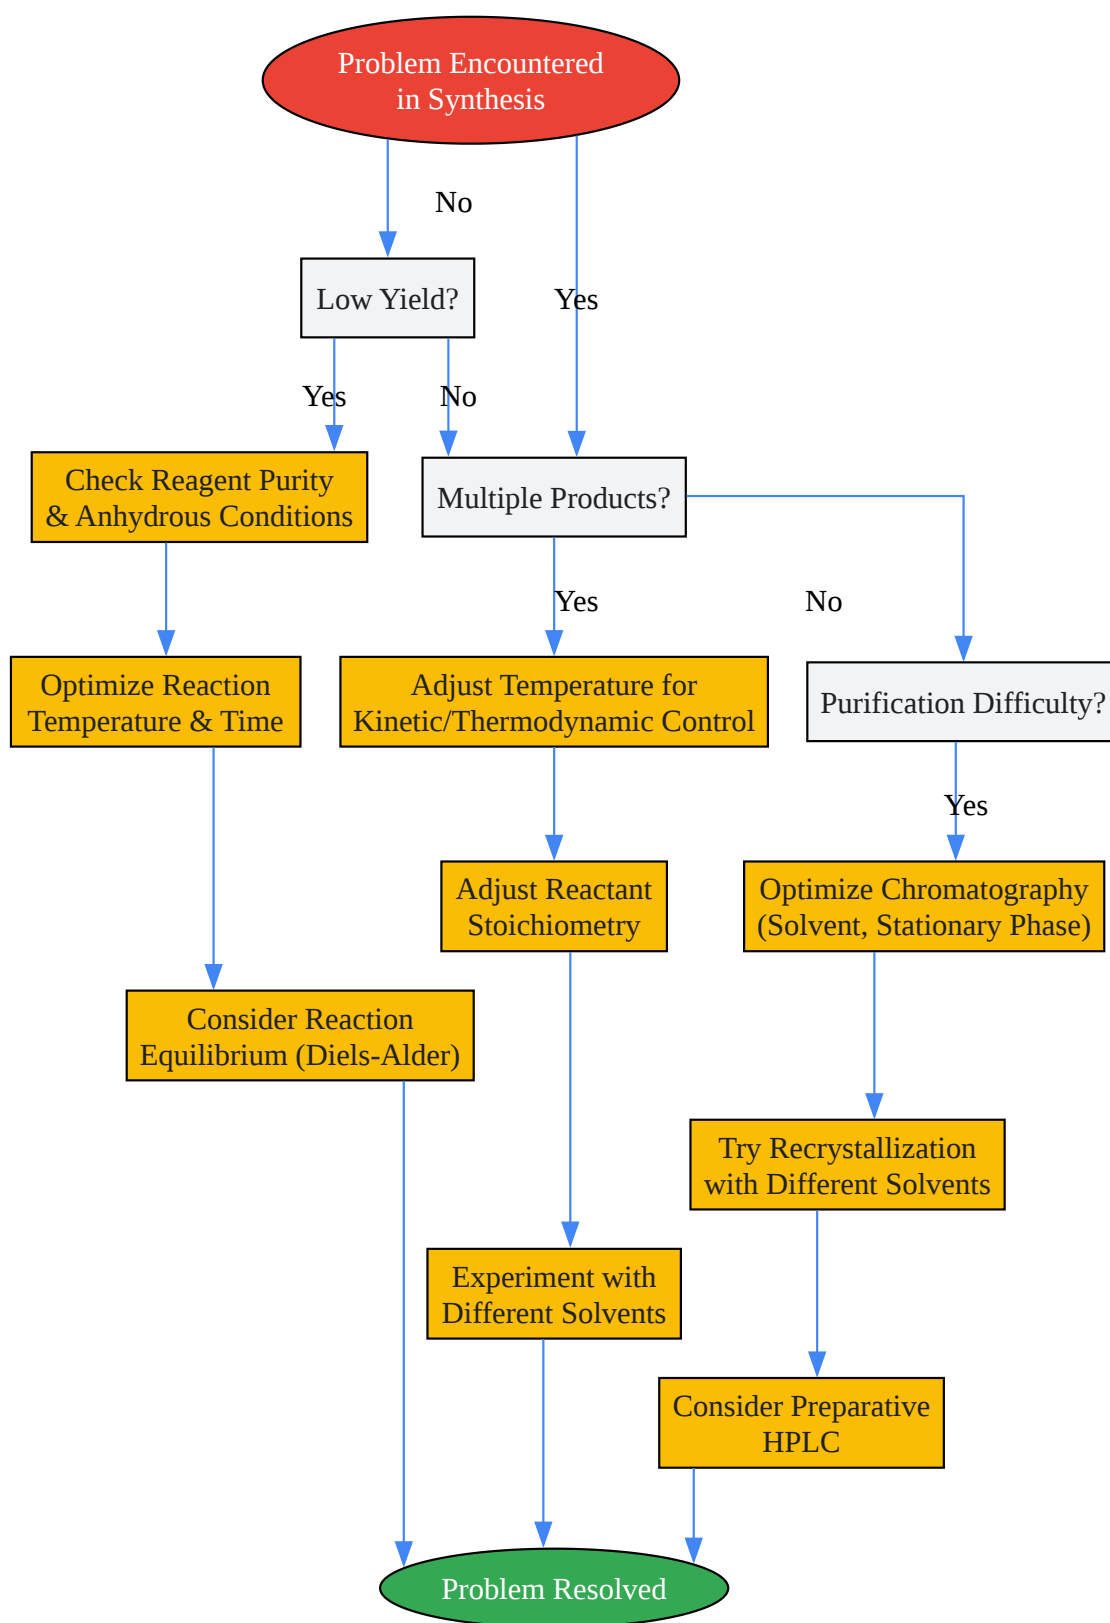 Problem Encountered
in Synthesis
No
Low Yield?
Yes
Yes
No
Check Reagent Purity
& Anhydrous Conditions
Multiple Products?
Yes
No
Optimize Reaction
Temperature & Time
Adjust Temperature for
Kinetic/Thermodynamic Control
Purification Difficulty?
Yes
Adjust Reactant
Stoichiometry
Optimize Chromatography
(Solvent, Stationary Phase)
Consider Reaction
Equilibrium (Diels-Alder)
Try Recrystallization
with Different Solvents
Experiment with
Different Solvents
Consider Preparative
HPLC
Problem Resolved